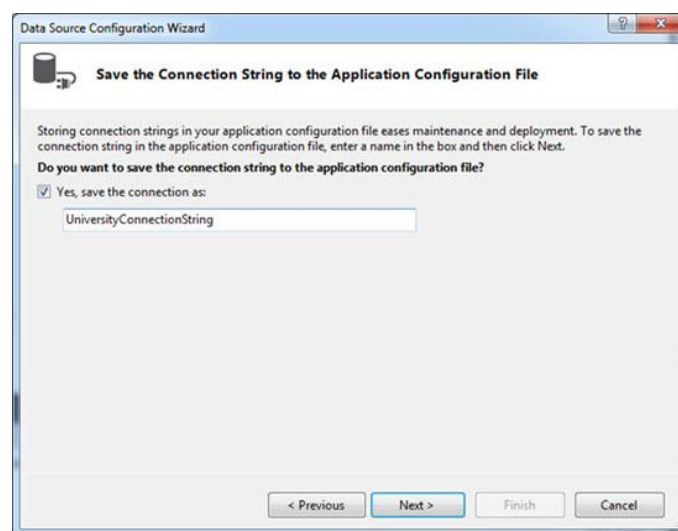 Data Source Configuration Wizard
?
Save the Connection String to the Application Configuration File
Storing connection strings in your application configuration file eases maintenance and deployment. To save the
connection string in the application configuration file, enter a name in the box and then click Next.
Do you want to save the connection string to the application configuration file?
Yes, save the connection as:
UniversityConnectionString
< Previous Next > Finish Cancel